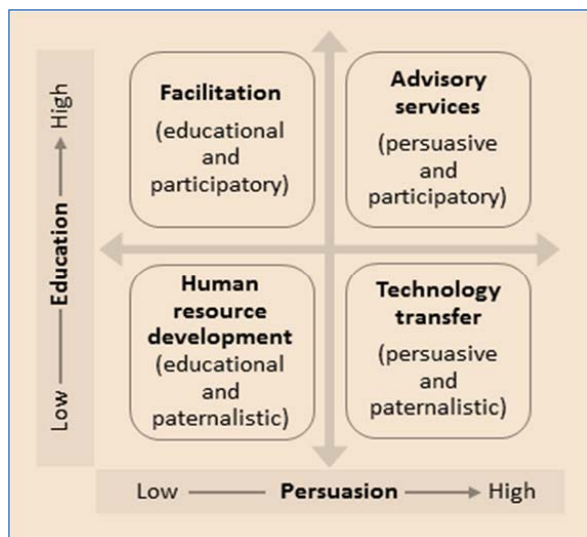 Facilitation
(educational
and
participatory)
Advisory
services
(persuasive
and
participatory)
Human
resource
development
(educational
and
paternalistic)
Technology
transfer
(persuasive
and
paternalistic)
Low Education High
Low Persuasion High